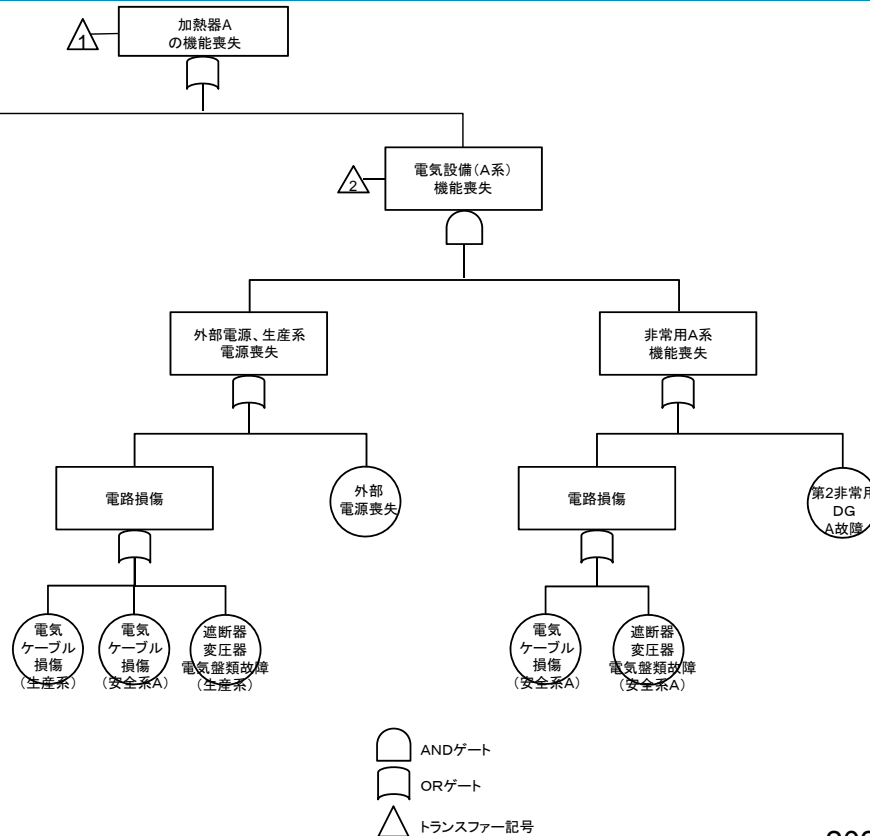 加熱器A
の機能喪失
1
電気設備(A系)
機能喪失
2
外部電源、生産系
電源喪失
非常用A系
機能喪失
電路損傷
外部
電源喪失
電路損傷
第2非常用
DG
A故障
電気
ケーブル
損傷
(生産系)
電気
ケーブル
損傷
(安全系A)
遮断器
変圧器
電気盤類故障
(生産系)
電気
ケーブル
損傷
(安全系A)
遮断器
変圧器
電気盤類故障
(安全系A)
ANDゲート
ORゲート
トランスファー記号